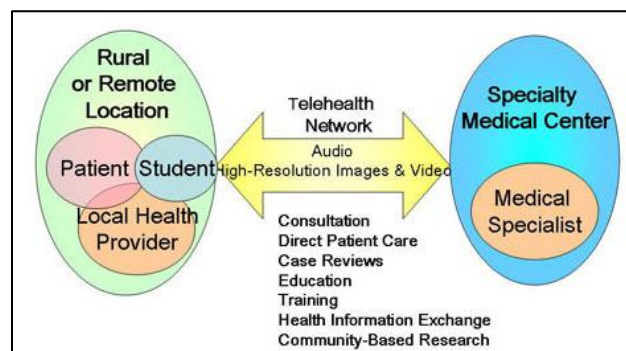 Rural
or Remote
Location
Patient
Student
Local Health
Provider
Telehealth
Network
Audio
High-Resolution Images & Video
Consultation
Direct Patient Care
Case Reviews
Education
Training
Health Information Exchange
Community-Based Research
Specialty
Medical Center
Medical
Specialist